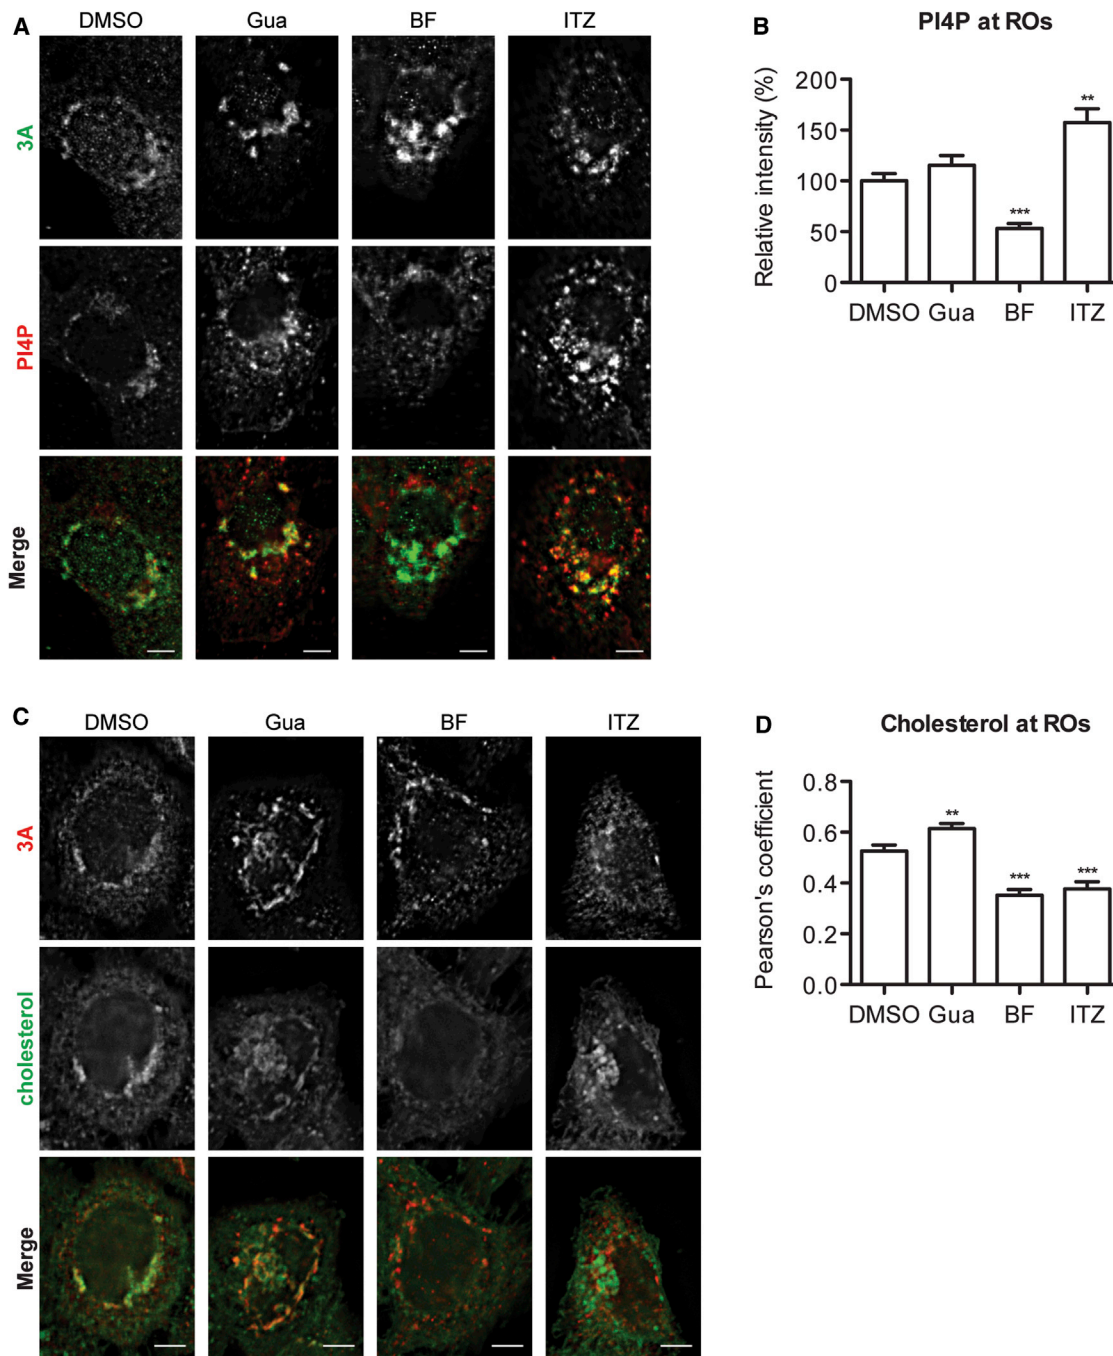 A
DMSO Gua BF ITZ
3A
PI4P
Merge
B
PI4P at ROs
Relative intensity (%)
200
150
100
50
0
**
***
DMSO Gua BF ITZ
C
DMSO Gua BF ITZ
3A
cholesterol
Merge
D
Cholesterol at ROs
Pearson's coefficient
0.8
0.6
0.4
0.2
0.0
**
*** ***
DMSO Gua BF ITZ